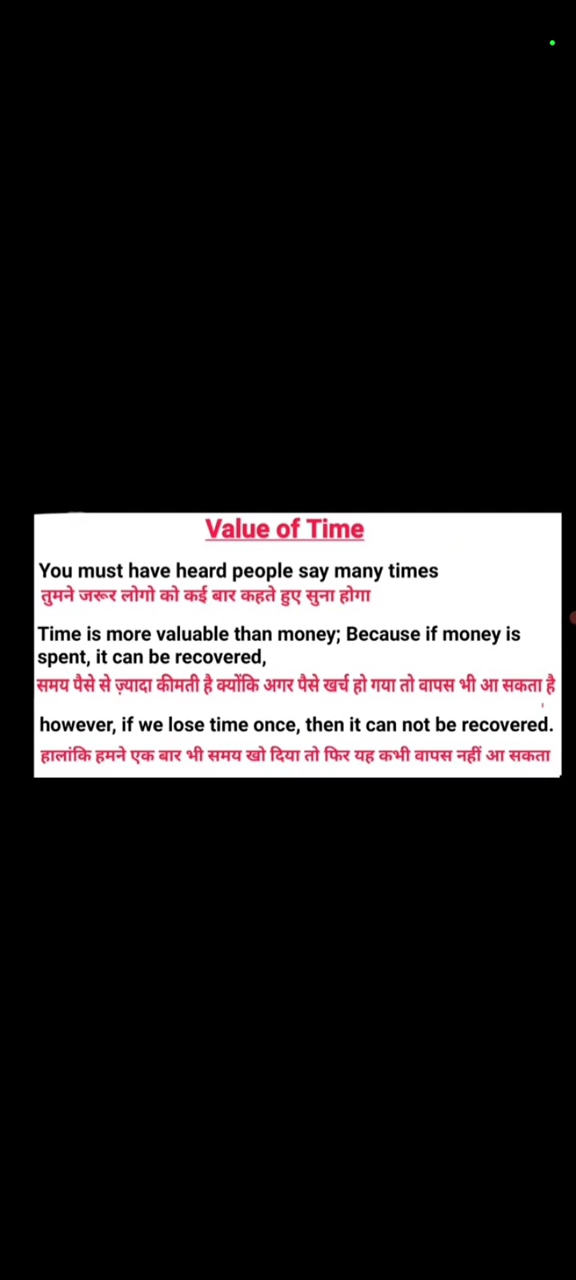 Value of Time
You must have heard people say many times
तुमने जरूर लोगो को कई बार कहते हुए सुना होगा
Time is more valuable than money; Because if money is
spent, it can be recovered,
समय पैसे से ज़्यादा कीमती है क्योंकि अगर पैसे खर्च हो गया तो वापस भी आ सकता है
however, if we lose time once, then it can not be recovered.
हालांकि हमने एक बार भी समय खो दिया तो फिर यह कभी वापस नहीं आ सकता